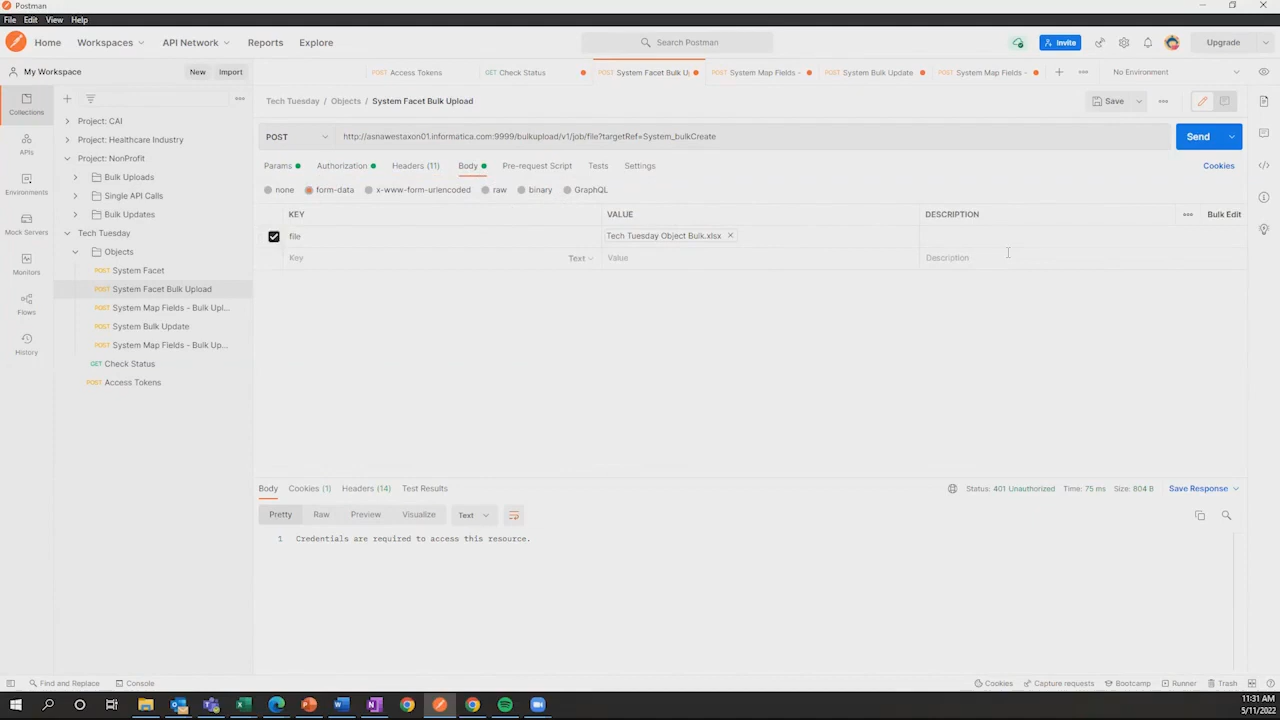 Postman
File Edit View Help
Home Workspaces API Network Reports Explore Search Postman Invite Upgrade
My Workspace New Import POST Access Tokens GET Check Status POST System Facet Bulk U POST System Map Fields - POST System Bulk Update POST System Map Fields - No Environment
Collections
APIs
Environments
Mock Servers
Monitors
Flows
History
Project: CAI
Project: Healthcare Industry
Project: NonProfit
Bulk Uploads
Single API Calls
Bulk Updates
Tech Tuesday
Objects
POST System Facet
POST System Facet Bulk Upload
POST System Map Fields - Bulk Upl...
POST System Bulk Update
POST System Map Fields - Bulk Up...
GET Check Status
POST Access Tokens
Tech Tuesday / Objects / System Facet Bulk Upload Save
POST http://asnawestaxon01.informatica.com:9999/bulkupload/v1/job/file?targetRef=System_bulkCreate Send
Params Authorization Headers (11) Body Pre-request Script Tests Settings Cookies
none form-data x-www-form-urlencoded raw binary GraphQL
KEY VALUE DESCRIPTION Bulk Edit
file Tech Tuesday Object Bulk.xlsx
Key Text Value Description
Body Cookies (1) Headers (14) Test Results Status: 401 Unauthorized Time: 75 ms Size: 804 B Save Response
Pretty Raw Preview Visualize Text
1 Credentials are required to access this resource.
Find and Replace Console Cookies Capture requests Bootcamp Runner Trash
11:31 AM
5/11/2022